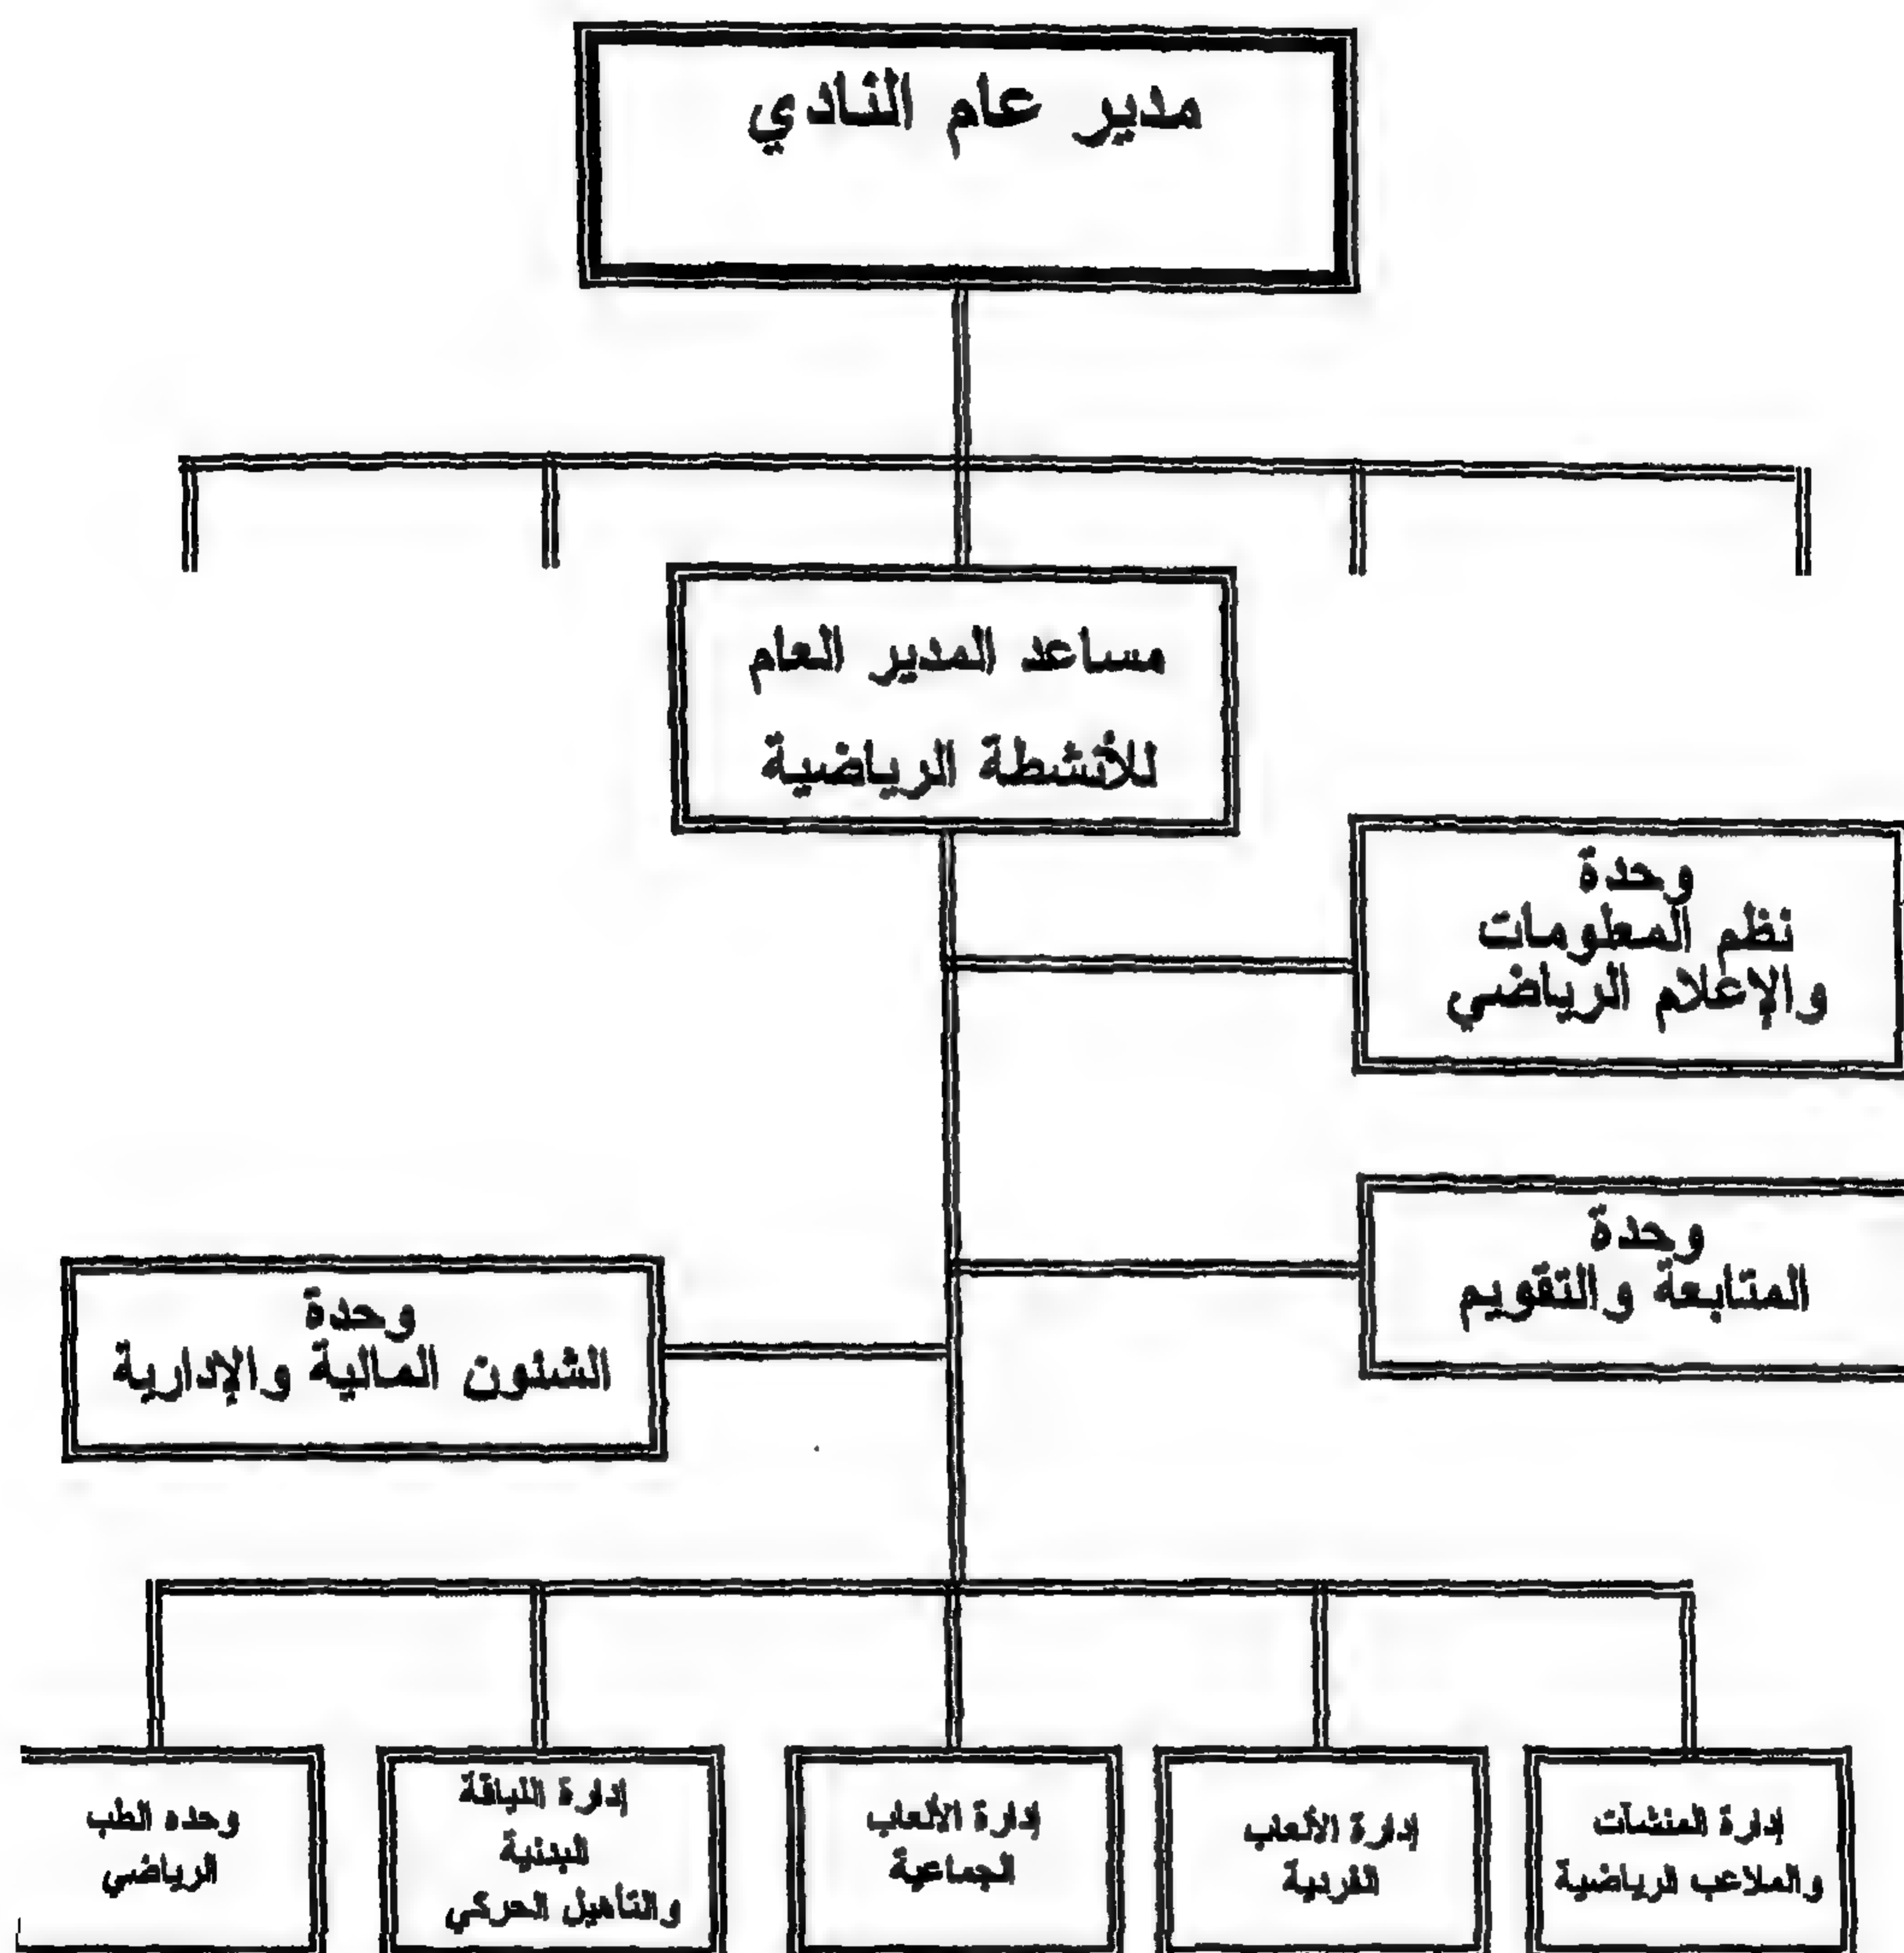 مدير عام النادي
مساعد المدير العام
للأنشطة الرياضية
وحدة
نظم المعلومات
والإعلام الرياضي
وحدة
المتابعة والتقويم
وحدة
الشئون المالية والإدارية
إدارة المنشآت
والملاعب الرياضية
إدارة الألعاب
الفردية
إدارة الألعاب
الجماعية
إدارة اللياقة
البدنية
والتأهيل الحركي
وحده الطب
الرياضي